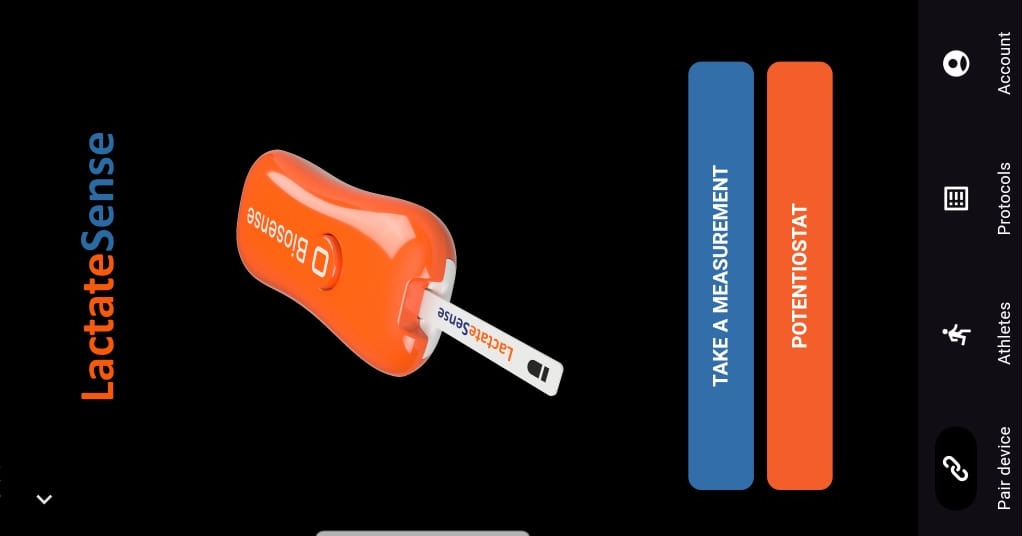 LactateSense
Biosense
LactateSense
TAKE A MEASUREMENT
POTENTIOSTAT
Pair device
Athletes
Protocols
Account